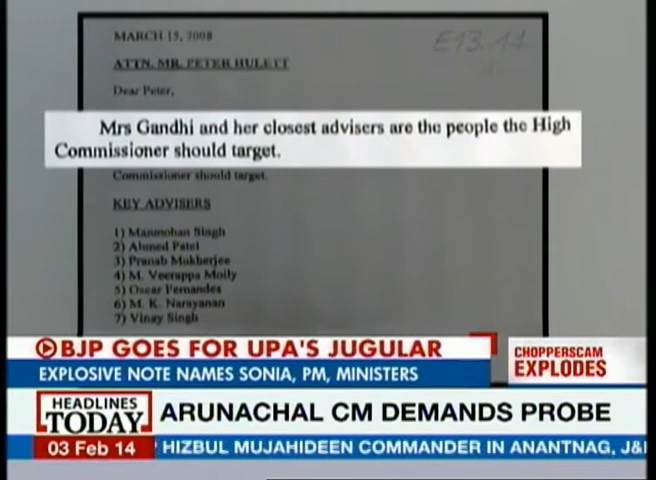 MARCH 15, 2008
E13.14
ATTN. MR. PETER HULETT
Dear Peter,
Mrs Gandhi and her closest advisers are the people the High
Commissioner should target.
Commissioner should target.
KEY ADVISERS
1) Manmohan Singh
2) Ahmed Patel
3) Pranab Mukherjee
4) M. Veerappa Moily
5) Oscar Fernandes
6) M. K. Narayanan
7) Vinay Singh
BJP GOES FOR UPA'S JUGULAR
EXPLOSIVE NOTE NAMES SONIA, PM, MINISTERS
CHOPPERSCAM
EXPLODES
HEADLINES
TODAY
ARUNACHAL CM DEMANDS PROBE
03 Feb 14
HIZBUL MUJAHIDEEN COMMANDER IN ANANTNAG, J&